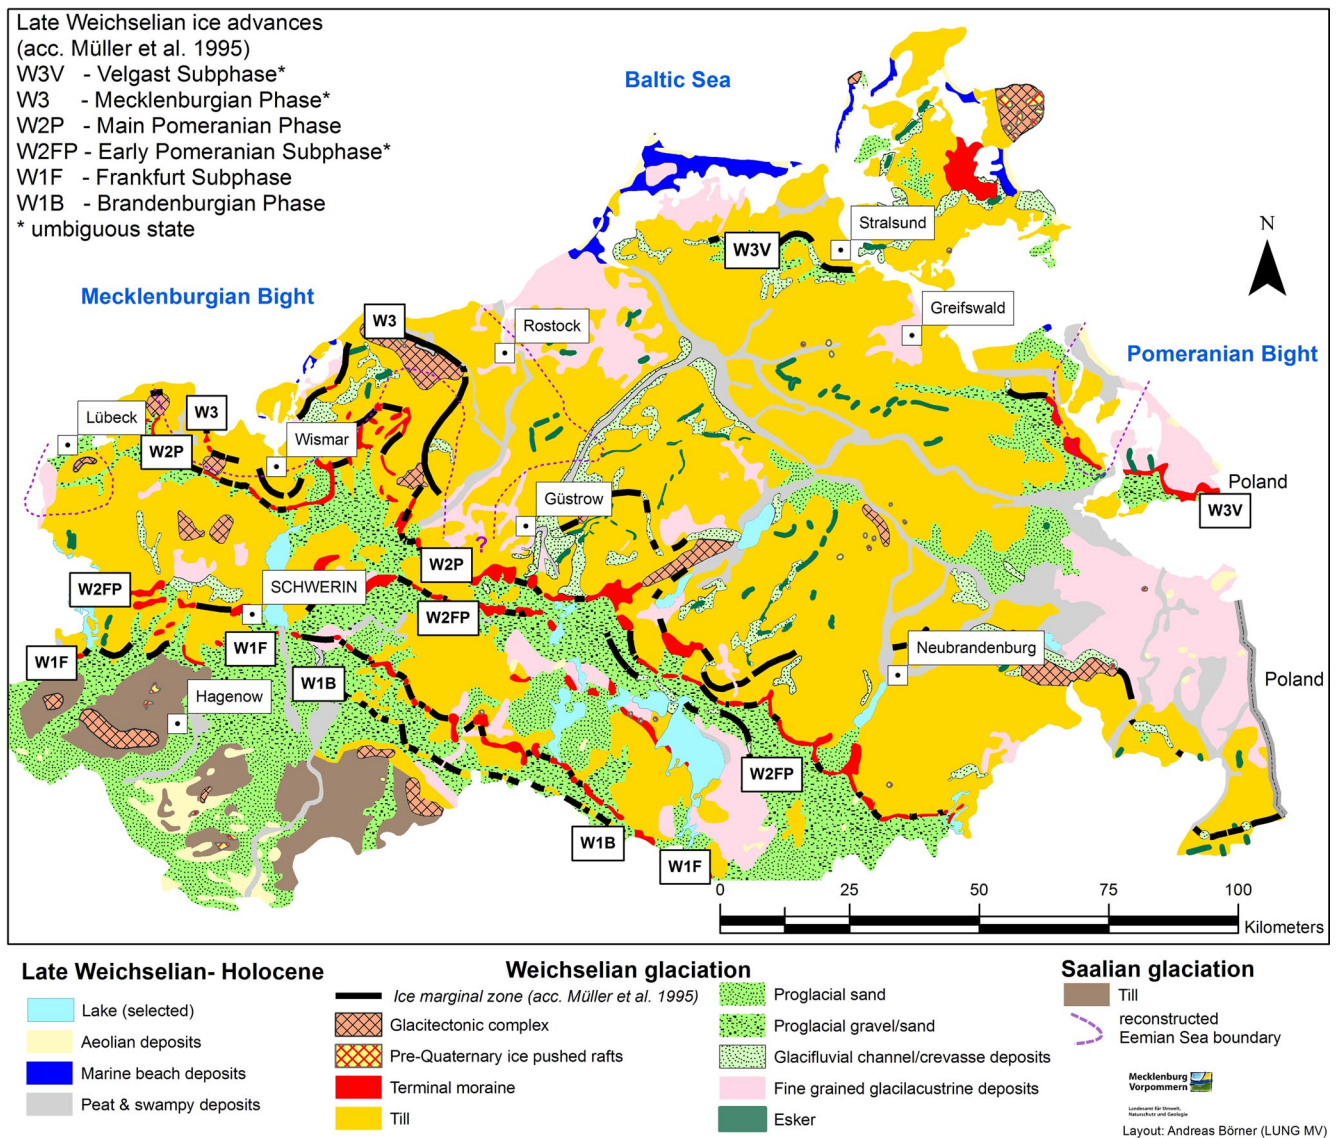 Late Weichselian ice advances
(acc. Müller et al. 1995)
W3V - Velgast Subphase*
W3 - Mecklenburgian Phase*
W2P - Main Pomeranian Phase
W2FP - Early Pomeranian Subphase*
W1F - Frankfurt Subphase
W1B - Brandenburgian Phase
* umbiguous state
Baltic Sea
N
Stralsund
W3V
Mecklenburgian Bight
Greifswald
W3
Rostock
Pomeranian Bight
Lübeck
W3
Wismar
W2P
Poland
Güstrow
W3V
?
W2P
SCHWERIN
W2FP
W2FP
W1F
W1F
Neubrandenburg
W1B
Poland
Hagenow
W2FP
W1B
W1F
0 25 50 75 100
Kilometers
Late Weichselian- Holocene
Lake (selected)
Aeolian deposits
Marine beach deposits
Peat & swampy deposits
Weichselian glaciation
Ice marginal zone (acc. Müller et al. 1995)
Glacitectonic complex
Pre-Quaternary ice pushed rafts
Terminal moraine
Till
Proglacial sand
Proglacial gravel/sand
Glacifluvial channel/crevasse deposits
Fine grained glacilacustrine deposits
Esker
Saalian glaciation
Till
reconstructed
Eemian Sea boundary
Mecklenburg
Vorpommern
Landesamt für Umwelt,
Naturschutz und Geologie
Layout: Andreas Börner (LUNG MV)